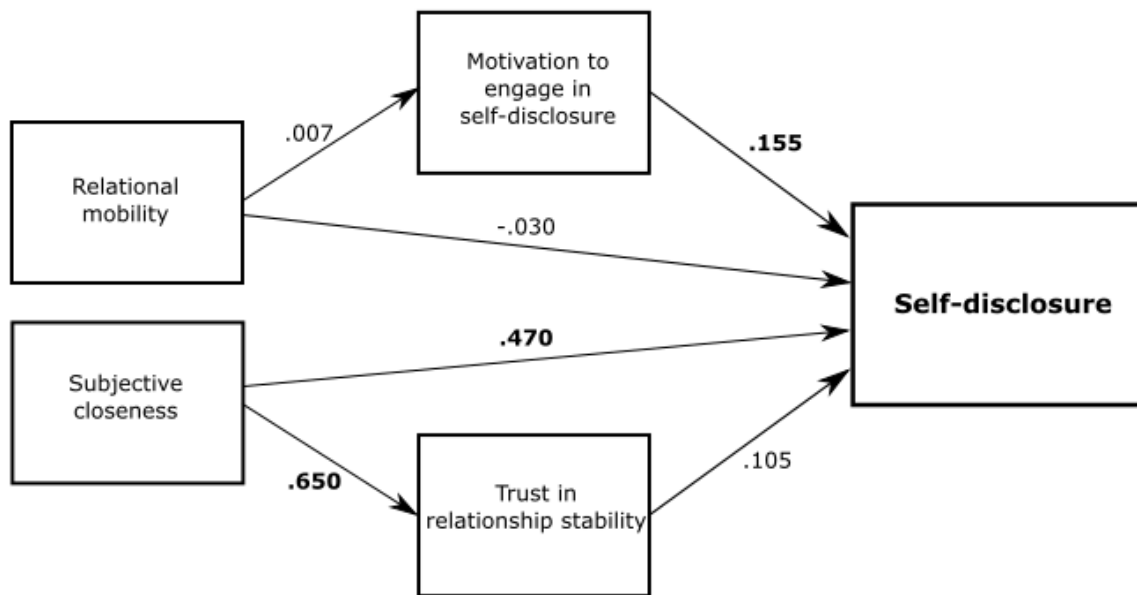 Motivation to
engage in
self-disclosure
.007
.155
Relational
mobility
-.030
Self-disclosure
.470
Subjective
closeness
.650
.105
Trust in
relationship stability